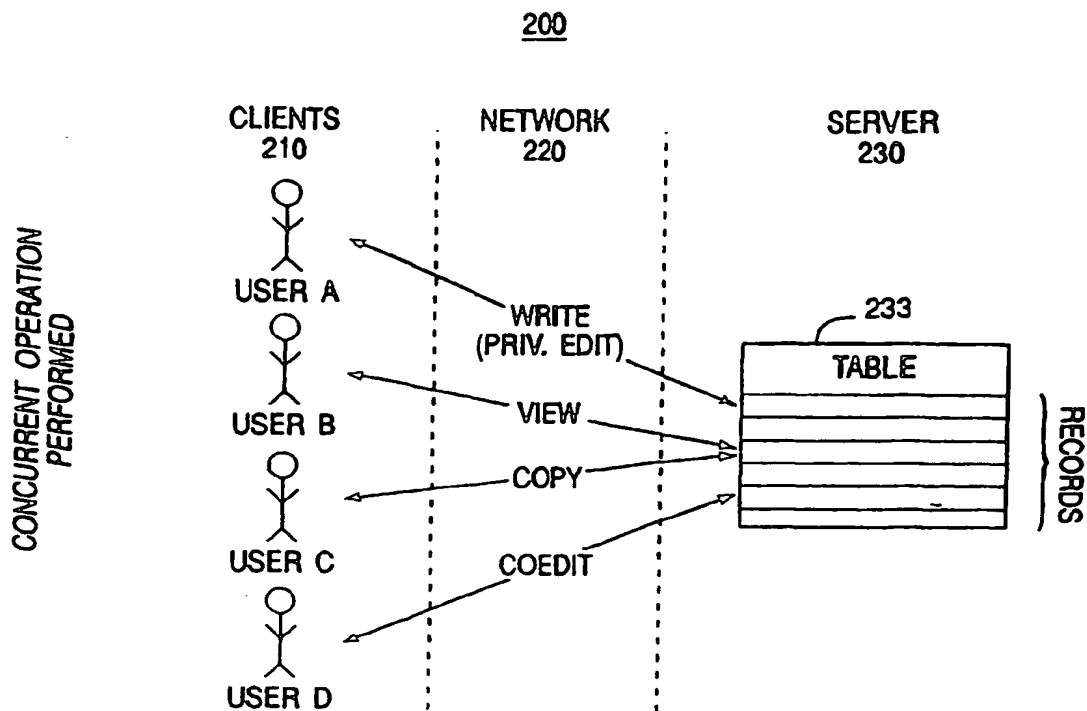 200
CLIENTS
210
NETWORK
220
SERVER
230
CONCURRENT OPERATION
PERFORMED
USER A
WRITE
(PRIV. EDIT)
233
TABLE
USER B
VIEW
RECORDS
COPY
USER C
COEDIT
USER D